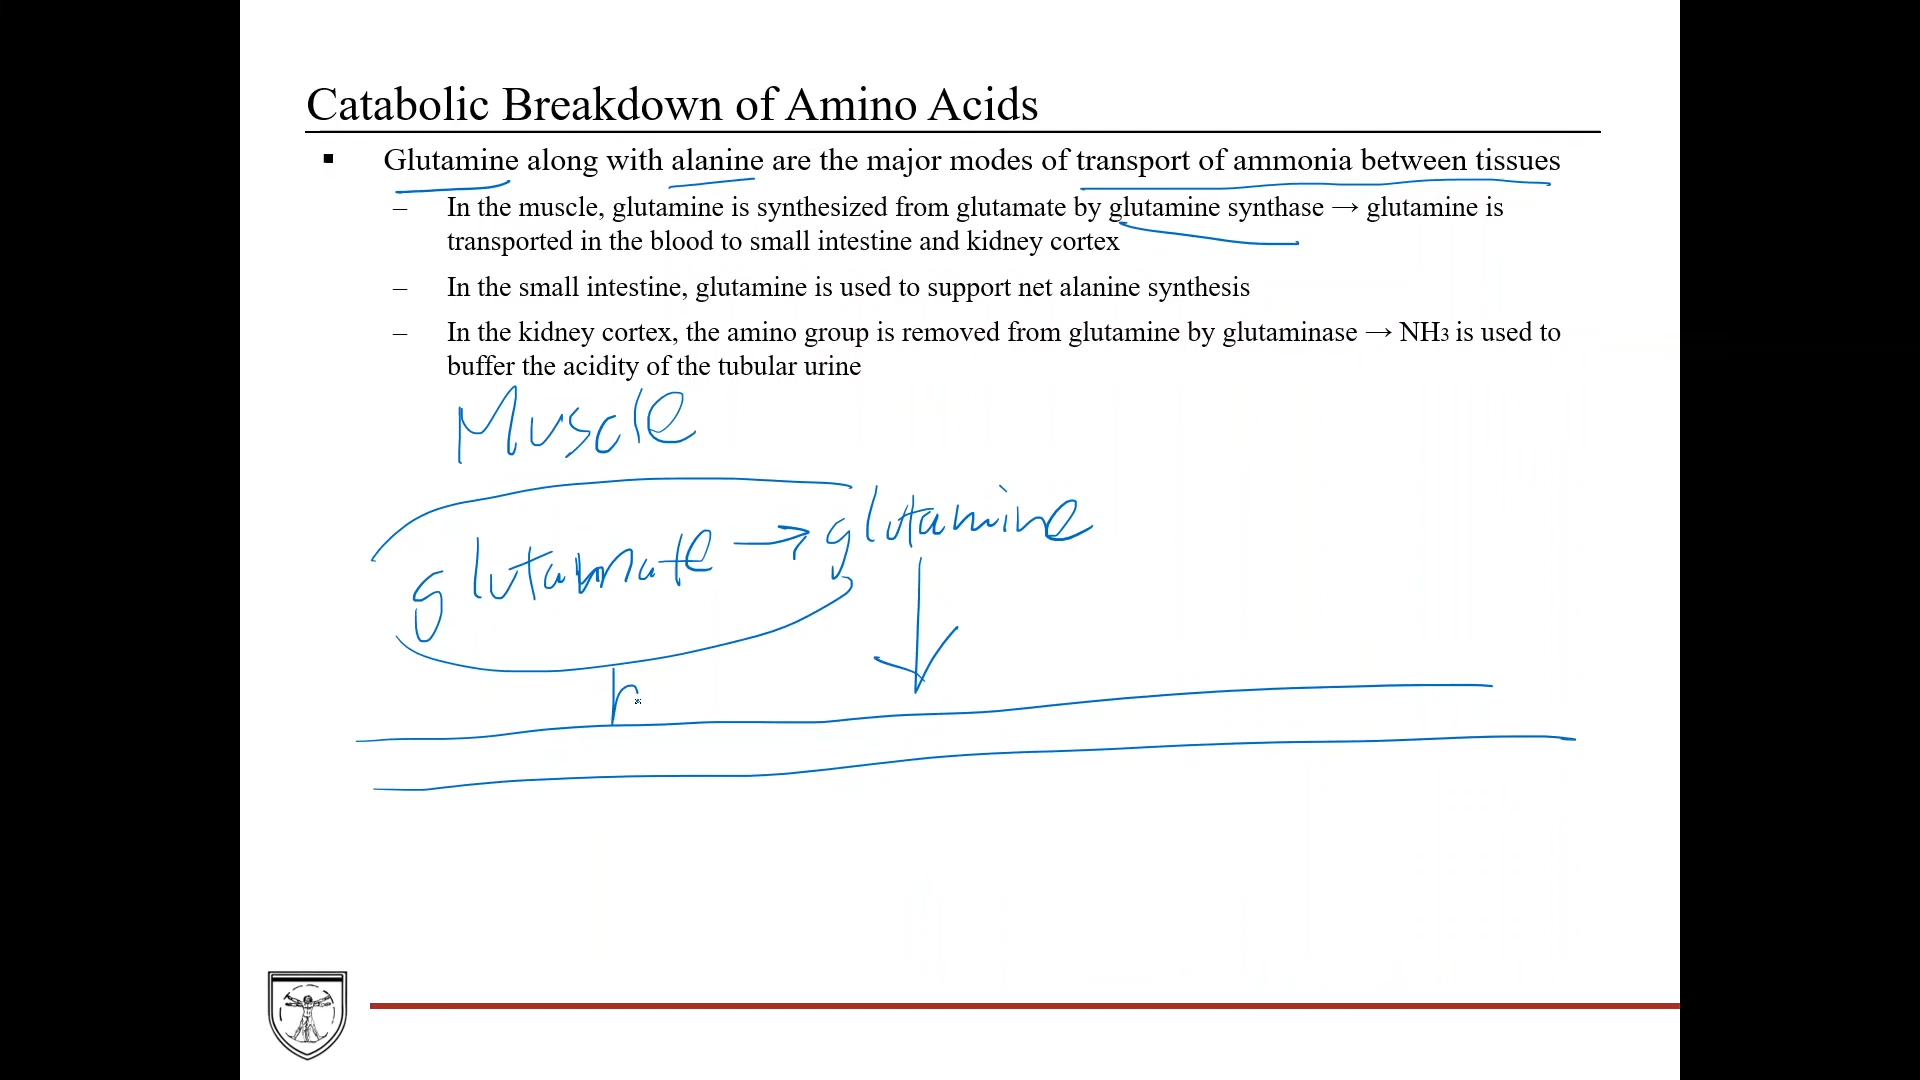 Catabolic Breakdown of Amino Acids
▪ Glutamine along with alanine are the major modes of transport of ammonia between tissues
– In the muscle, glutamine is synthesized from glutamate by glutamine synthase → glutamine is
transported in the blood to small intestine and kidney cortex
– In the small intestine, glutamine is used to support net alanine synthesis
– In the kidney cortex, the amino group is removed from glutamine by glutaminase → NH3 is used to
buffer the acidity of the tubular urine
Muscle
glutamate → glutamine